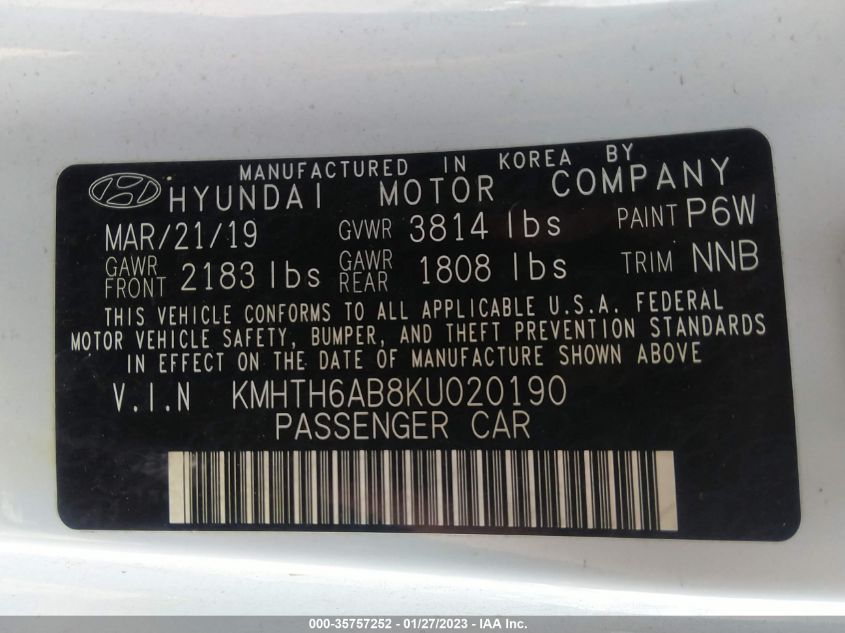 MANUFACTURED IN KOREA BY
HYUNDAI MOTOR COMPANY
MAR/21/19 GVWR 3814 lbs PAINT P6W
GAWR FRONT 2183 lbs GAWR REAR 1808 lbs TRIM NNB
THIS VEHICLE CONFORMS TO ALL APPLICABLE U.S.A. FEDERAL
MOTOR VEHICLE SAFETY, BUMPER, AND THEFT PREVENTION STANDARDS
IN EFFECT ON THE DATE OF MANUFACTURE SHOWN ABOVE
V.I.N KMHTH6AB8KU020190
PASSENGER CAR
000-35757252 - 01/27/2023 - IAA Inc.